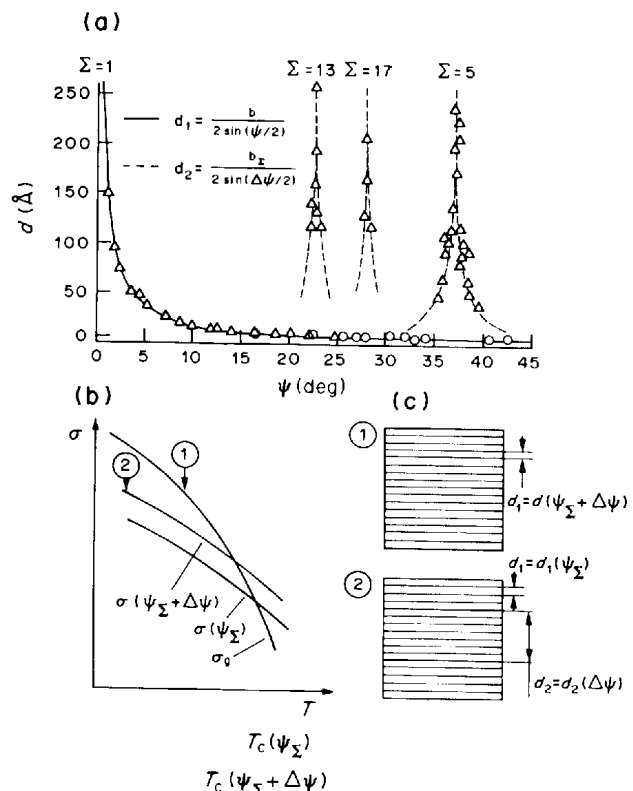 (a)
Σ=1
Σ=13
Σ=17
Σ=5
250
200
150
100
50
0
d (Å)
d₁ = b / 2 sin(ψ/2)
d₂ = b_Σ / 2 sin(Δψ/2)
0 5 10 15 20 25 30 35 40 45
ψ (deg)
(b)
σ
2
1
σ(ψ_Σ + Δψ)
σ(ψ_Σ)
σ_g
T
T_c (ψ_Σ)
T_c (ψ_Σ + Δψ)
(c)
1
d₁=d(ψ_Σ+Δψ)
2
d₁=d₁(ψ_Σ)
d₂=d₂(Δψ)